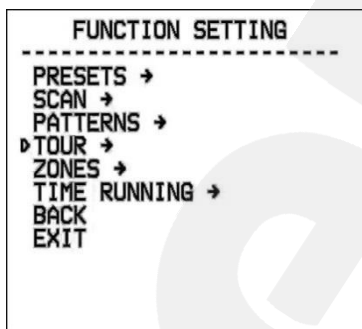 FUNCTION SETTING
PRESETS →
SCAN →
PATTERNS →
TOUR →
ZONES →
TIME RUNNING →
BACK
EXIT